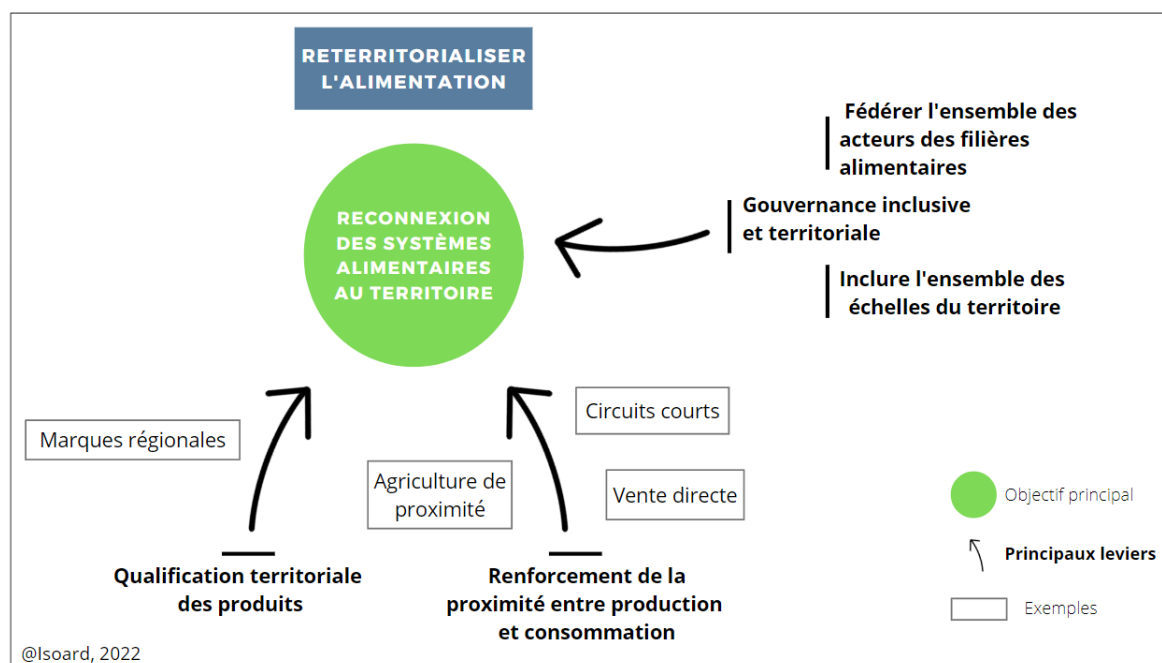 RETERRITORIALISER
L'ALIMENTATION
Fédérer l'ensemble des
acteurs des filières
alimentaires
RECONNEXION
DES SYSTÈMES
ALIMENTAIRES
AU TERRITOIRE
Gouvernance inclusive
et territoriale
Inclure l'ensemble des
échelles du territoire
Marques régionales
Circuits courts
Agriculture de
proximité
Vente directe
Qualification territoriale
des produits
Renforcement de la
proximité entre production
et consommation
Objectif principal
Principaux leviers
Exemples
@Isoard, 2022